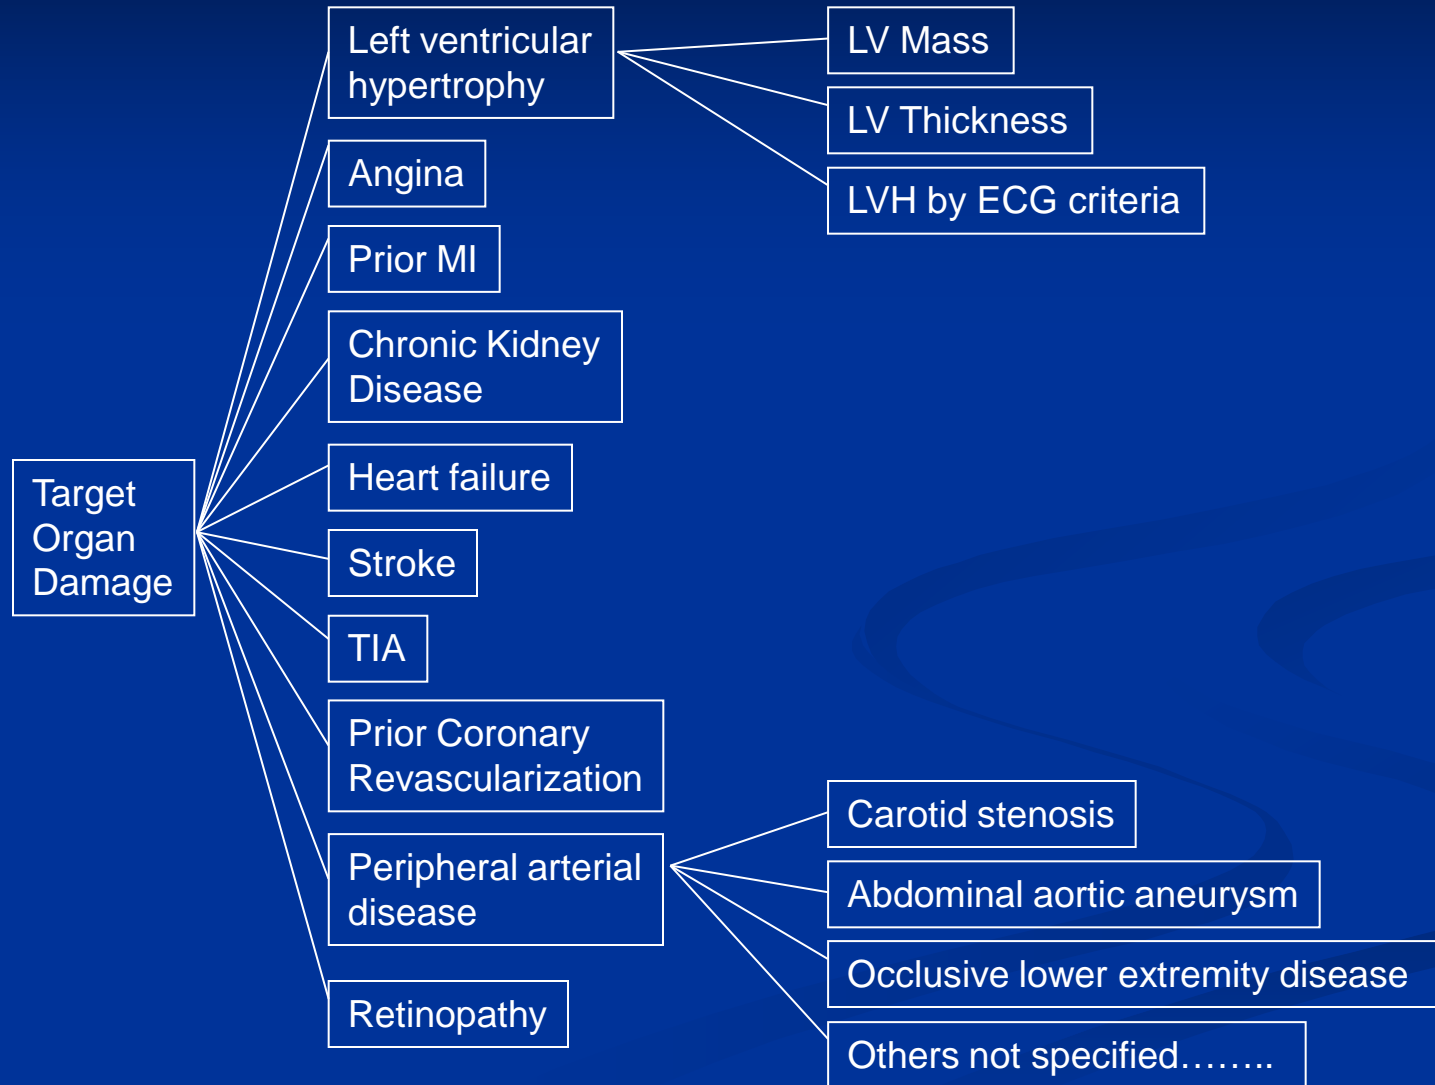 Left ventricular
hypertrophy
LV Mass
LV Thickness
LVH by ECG criteria
Angina
Prior MI
Chronic Kidney
Disease
Target
Organ
Damage
Heart failure
Stroke
TIA
Prior Coronary
Revascularization
Peripheral arterial
disease
Carotid stenosis
Abdominal aortic aneurysm
Occlusive lower extremity disease
Others not specified……..
Retinopathy